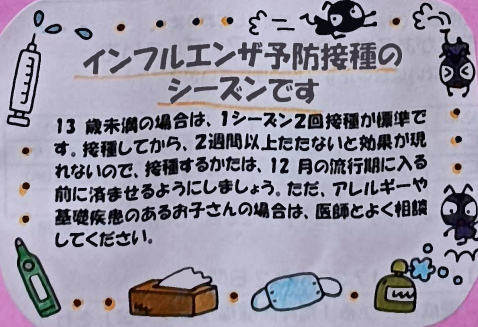 インフルエンザ予防接種の
シーズンです
13 歳未満の場合は、1シーズン2回接種が標準で
す。接種してから、2週間以上たたないと効果が現
れないので、接種するかたは、12 月の流行期に入る
前に済ませるようにしましょう。ただ、アレルギーや
基礎疾患のあるお子さんの場合は、医師とよく相談
してください。